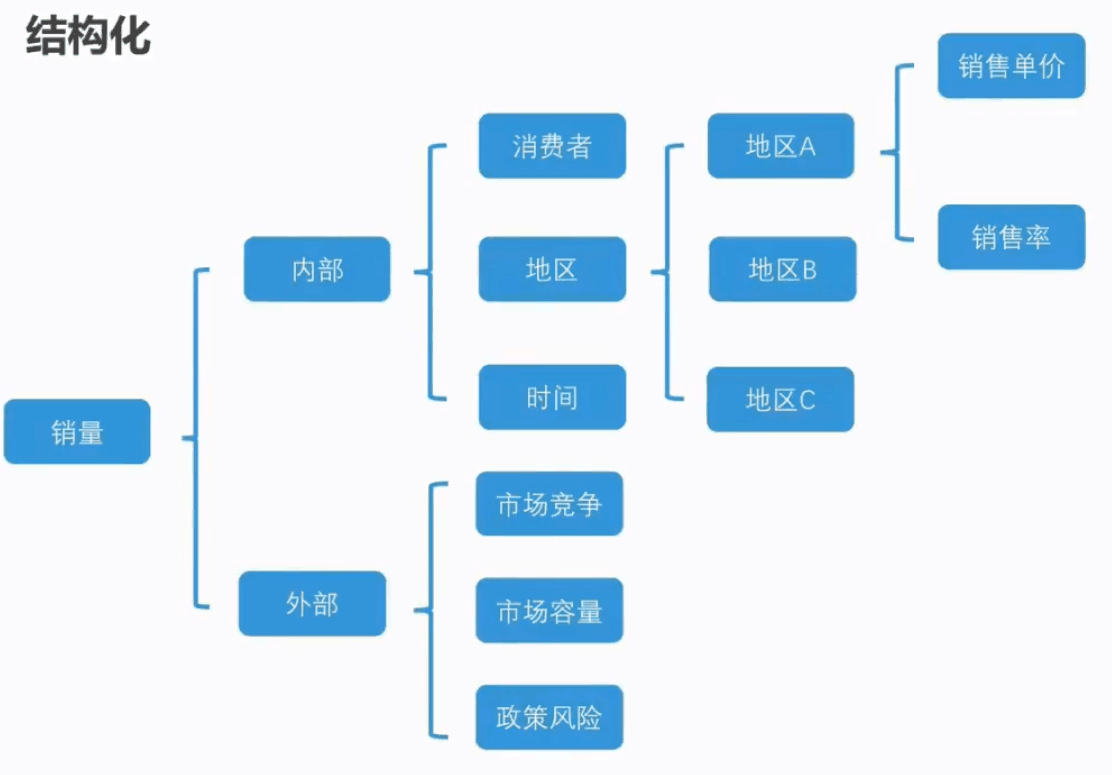 结构化
销量
内部
外部
消费者
地区
时间
市场竞争
市场容量
政策风险
地区A
地区B
地区C
销售单价
销售率